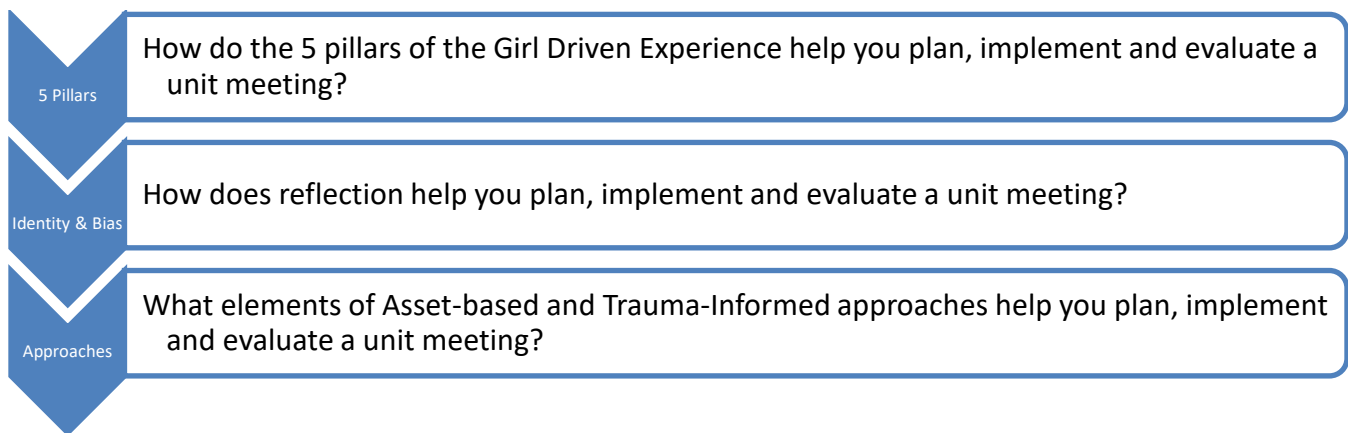 5 Pillars
How do the 5 pillars of the Girl Driven Experience help you plan, implement and evaluate a
unit meeting?
Identity & Bias
How does reflection help you plan, implement and evaluate a unit meeting?
Approaches
What elements of Asset-based and Trauma-Informed approaches help you plan, implement
and evaluate a unit meeting?